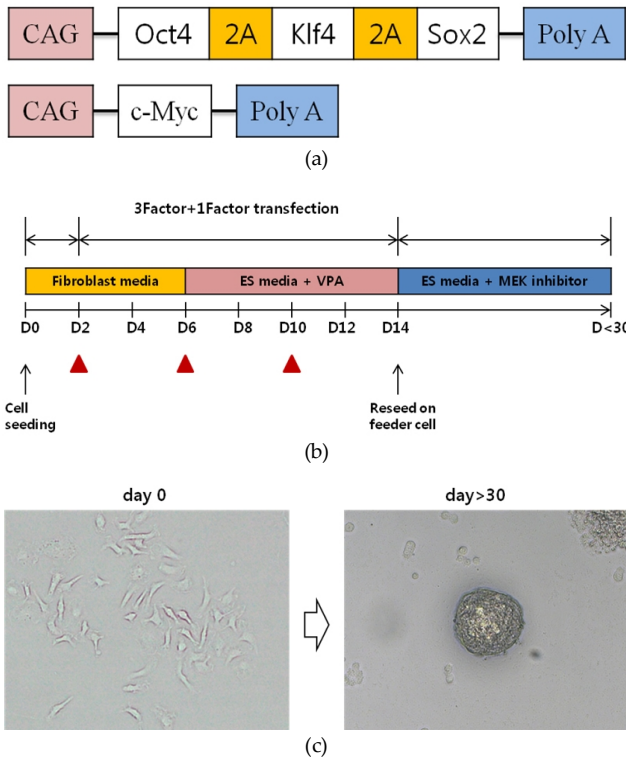 CAG Oct4 2A Klf4 2A Sox2 Poly A
CAG c-Myc Poly A
(a)
3Factor+1Factor transfection
Fibroblast media ES media + VPA ES media + MEK inhibitor
D0 D2 D4 D6 D8 D10 D12 D14 D<30
Cell seeding
Reseed on feeder cell
(b)
day 0 day>30
(c)